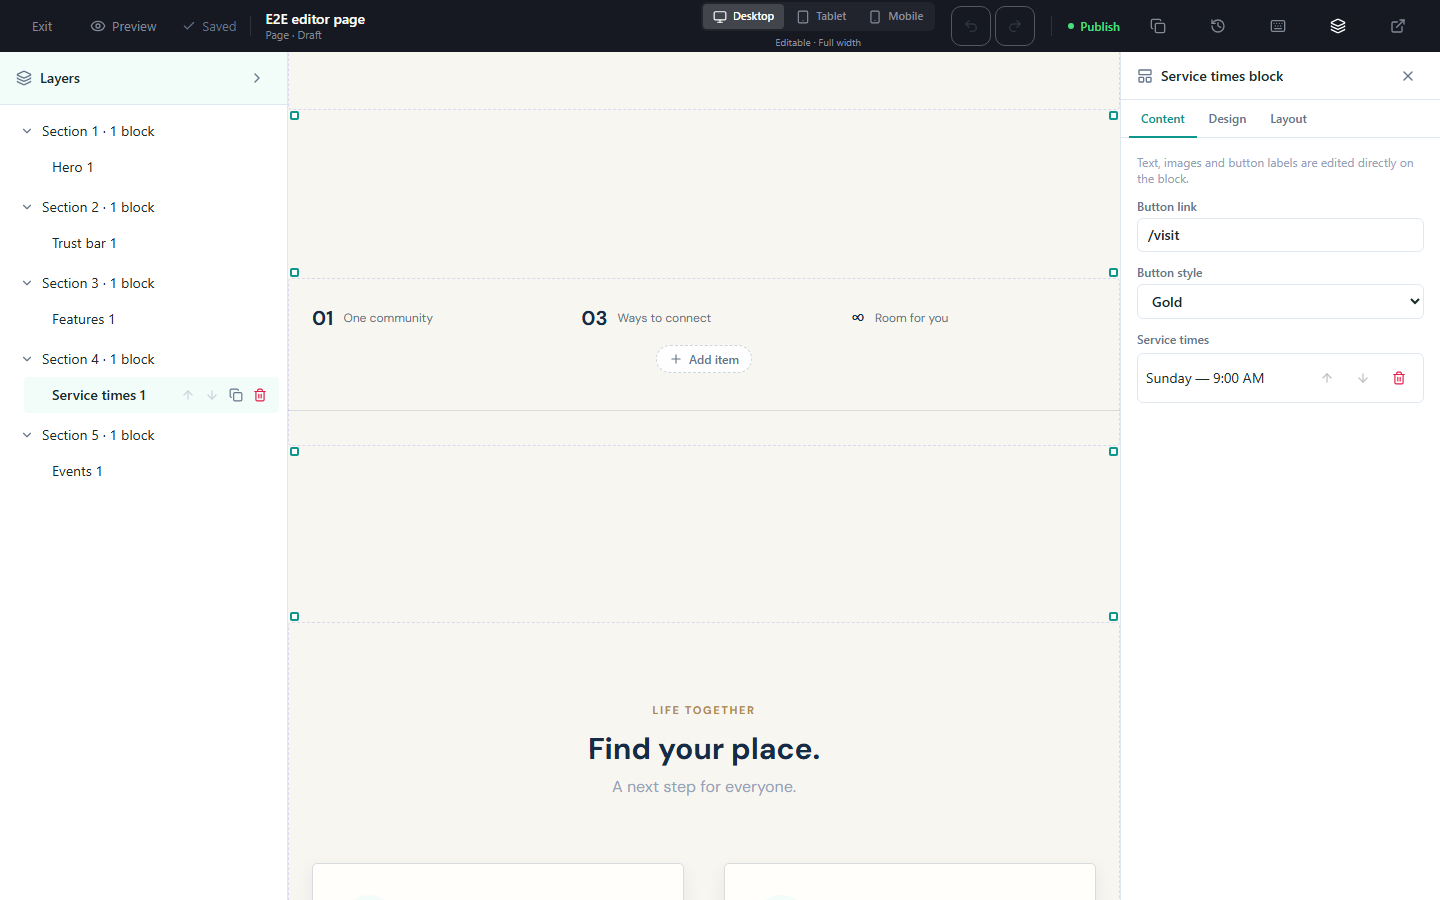 Exit
Preview
Saved
E2E editor page
Page · Draft
Desktop
Tablet
Mobile
Editable · Full width
Publish
Layers
Section 1 · 1 block
Hero 1
Section 2 · 1 block
Trust bar 1
Section 3 · 1 block
Features 1
Section 4 · 1 block
Service times 1
Section 5 · 1 block
Events 1
01 One community
03 Ways to connect
∞ Room for you
+ Add item
LIFE TOGETHER
Find your place.
A next step for everyone.
Service times block
Content
Design
Layout
Text, images and button labels are edited directly on
the block.
Button link
/visit
Button style
Gold
Service times
Sunday — 9:00 AM